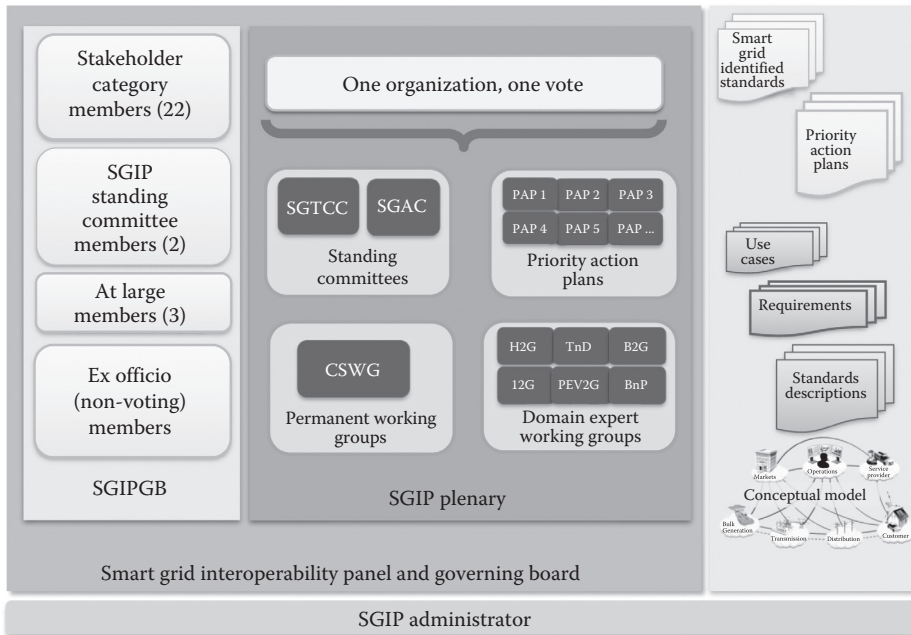 Stakeholder
category
members (22)
SGIP
standing
committee
members (2)
At large
members (3)
Ex officio
(non-voting)
members
SGIPGB
One organization, one vote
SGTCC
SGAC
Standing
committees
PAP 1
PAP 2
PAP 3
PAP 4
PAP 5
PAP ...
Priority action
plans
CSWG
Permanent working
groups
H2G
TnD
B2G
12G
PEV2G
BnP
Domain expert
working groups
SGIP plenary
Smart grid interoperability panel and governing board
Smart
grid
identified
standards
Priority
action
plans
Use
cases
Requirements
Standards
descriptions
Markets
Operations
Service
provider
Conceptual model
Bulk
Generation
Transmission
Distribution
Customer
SGIP administrator